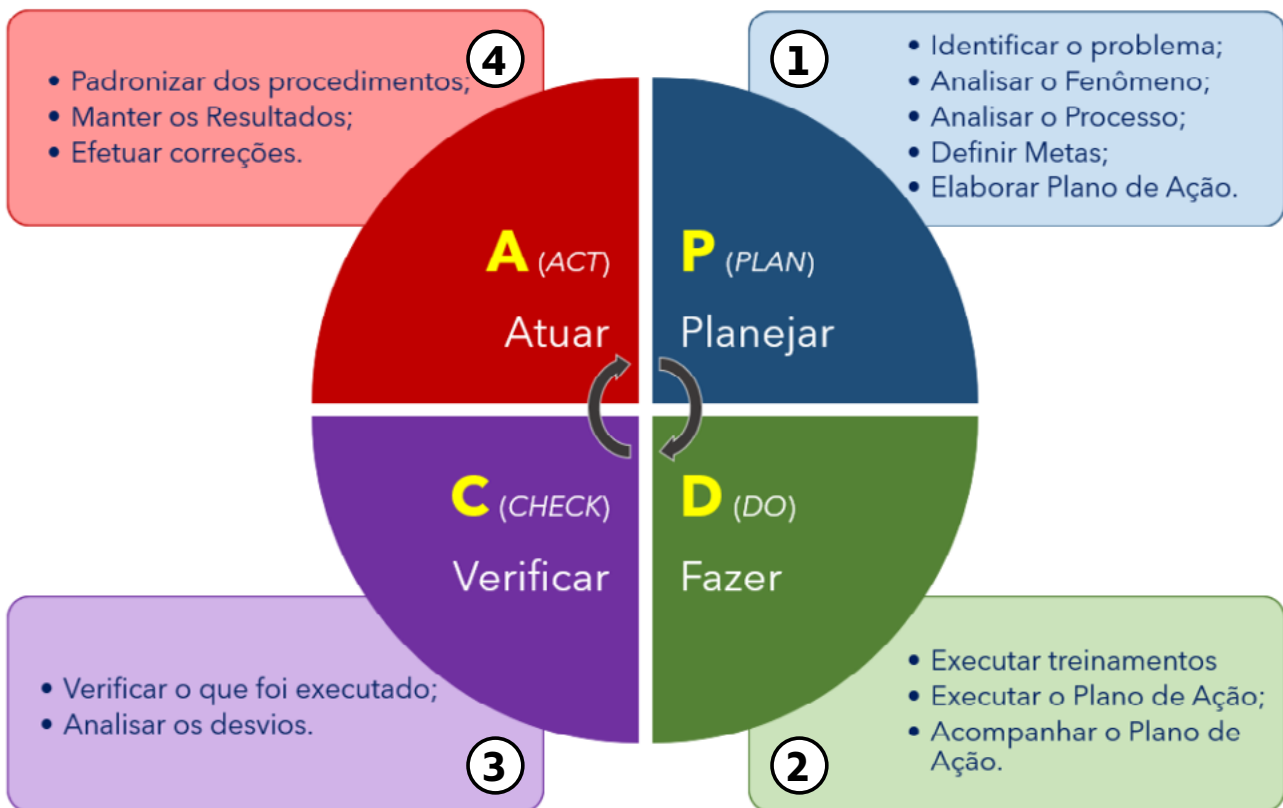 1
• Identificar o problema;
• Analisar o Fenômeno;
• Analisar o Processo;
• Definir Metas;
• Elaborar Plano de Ação.
P (PLAN)
Planejar
D (DO)
Fazer
• Executar treinamentos
• Executar o Plano de Ação;
• Acompanhar o Plano de
Ação.
2
C (CHECK)
Verificar
• Verificar o que foi executado;
• Analisar os desvios.
3
4
• Padronizar dos procedimentos;
• Manter os Resultados;
• Efetuar correções.
A (ACT)
Atuar